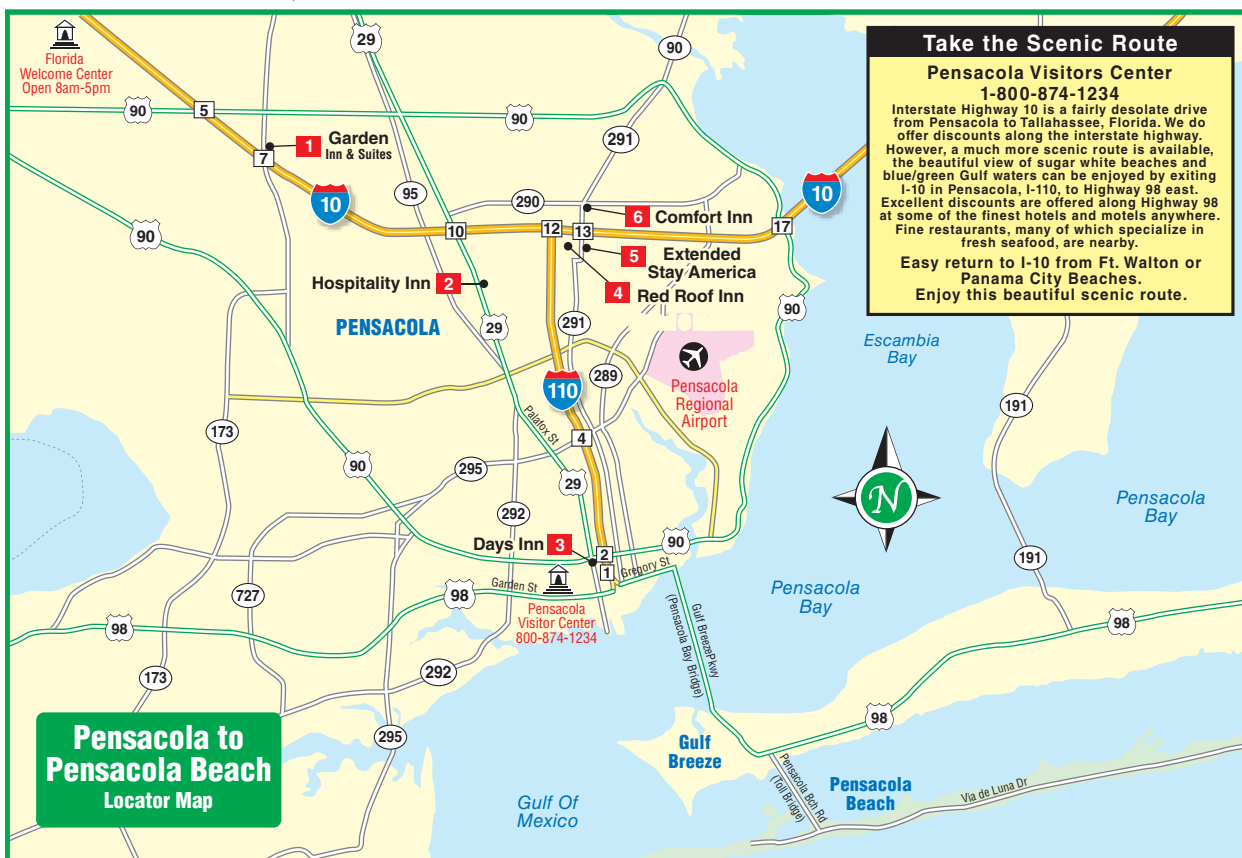 Florida
Welcome Center
Open 8am-5pm
29
90
Take the Scenic Route
Pensacola Visitors Center
1-800-874-1234
Interstate Highway 10 is a fairly desolate drive
from Pensacola to Tallahassee, Florida. We do
offer discounts along the interstate highway.
However, a much more scenic route is available,
the beautiful view of sugar white beaches and
blue/green Gulf waters can be enjoyed by exiting
I-10 in Pensacola, I-110, to Highway 98 east.
Excellent discounts are offered along Highway 98
at some of the finest hotels and motels anywhere.
Fine restaurants, many of which specialize in
fresh seafood, are nearby.
Easy return to I-10 from Ft. Walton or
Panama City Beaches.
Enjoy this beautiful scenic route.
90
5
90
291
1 Garden
Inn & Suites
7
95
10
290
10
6 Comfort Inn
17
90
10
12
13
5 Extended
Stay America
Hospitality Inn 2
4 Red Roof Inn
90
29
291
PENSACOLA
Escambia
Bay
110
289
Pensacola
Regional
Airport
191
173
Palafox St
4
90
295
29
292
Pensacola
Bay
N
Days Inn 3
2
90
1
Gregory St
191
Garden St
727
98
Pensacola
Visitor Center
800-874-1234
Pensacola
Bay
98
98
Gulf BreezePkwy
(Pensacola Bay Bridge)
173
292
98
295
Gulf
Breeze
Pensacola to
Pensacola Beach
Locator Map
Pensacola Bch Rd
(Toll Bridge)
Pensacola
Beach
Via de Luna Dr
Gulf Of
Mexico